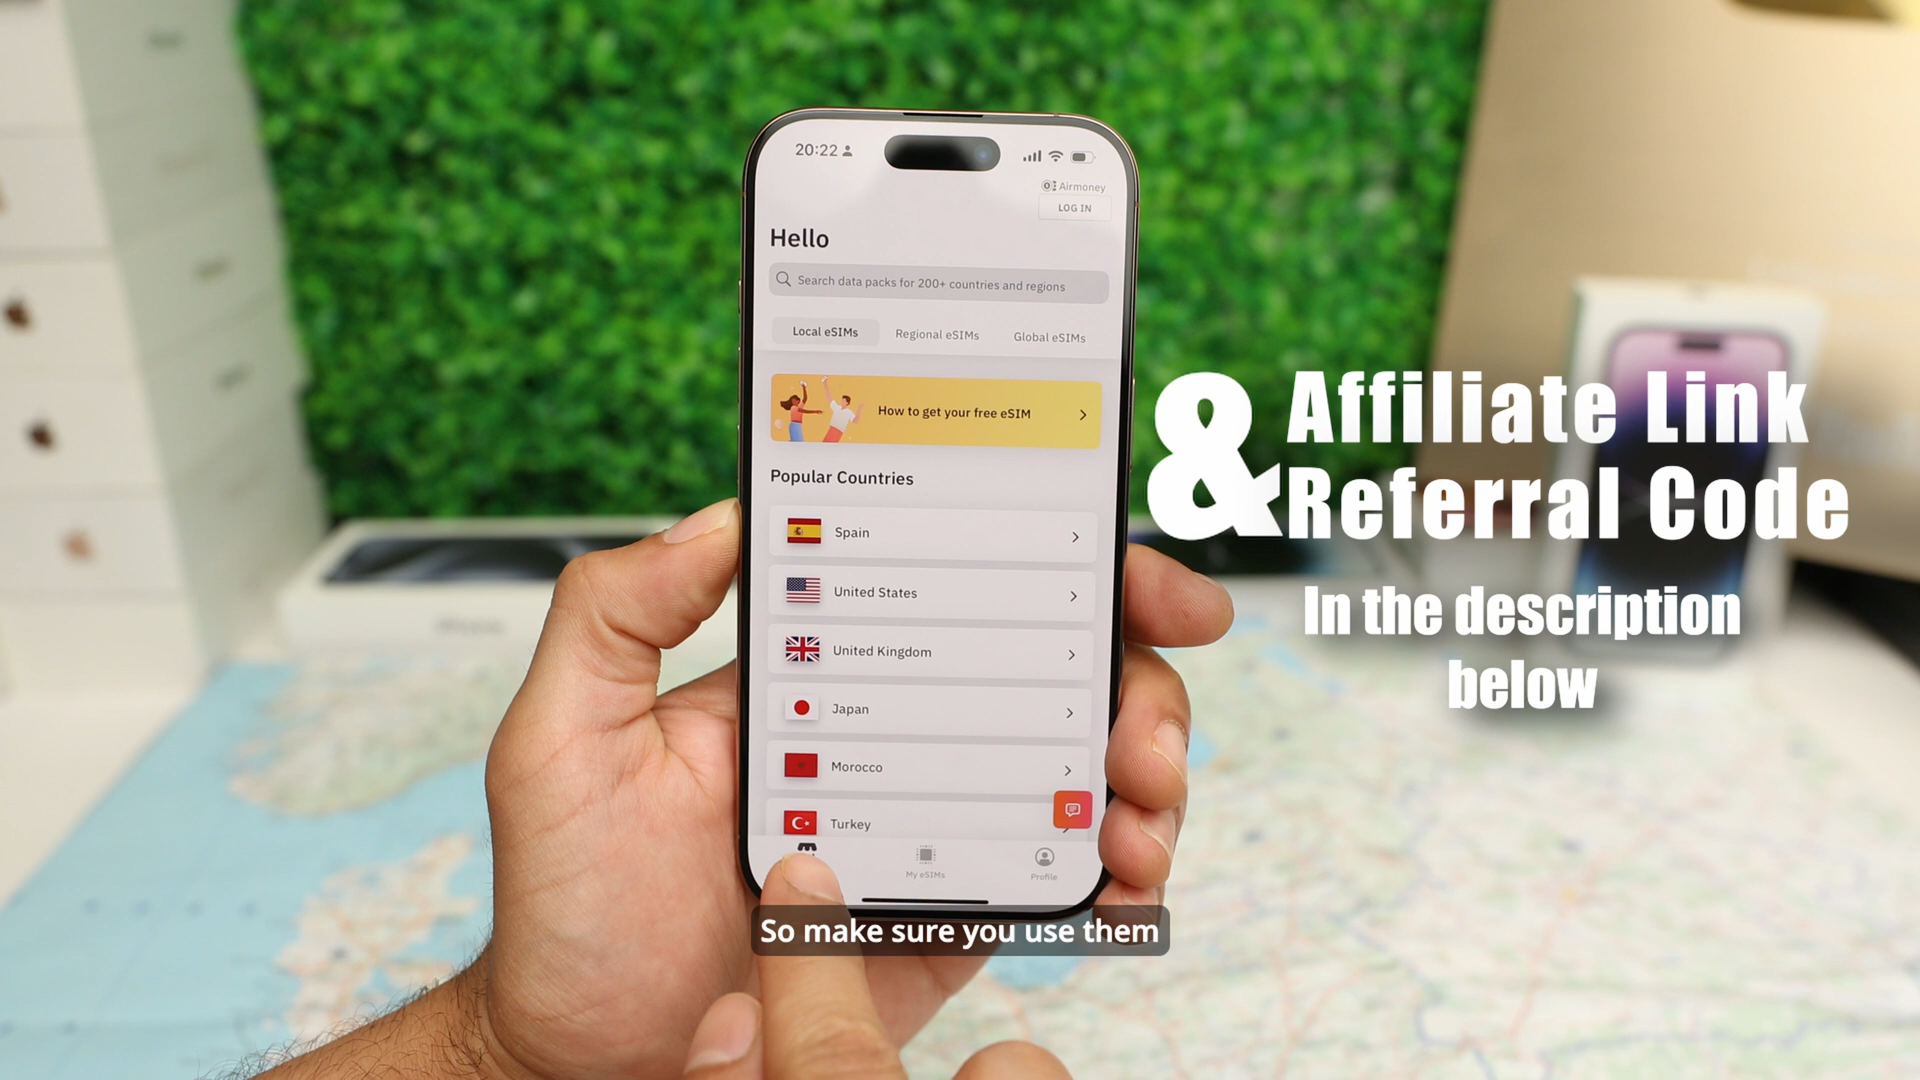 20:22
Airmoney
LOG IN
Hello
Search data packs for 200+ countries and regions
Local eSIMs
Regional eSIMs
Global eSIMs
How to get your free eSIM
Popular Countries
Spain
United States
United Kingdom
Japan
Morocco
Turkey
My eSIMs
Profile
& Affiliate Link
Referral Code
In the description
below
So make sure you use them